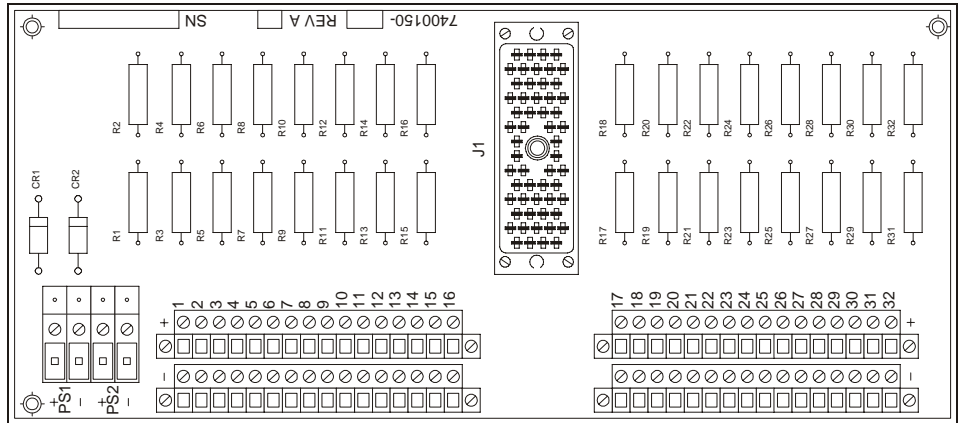 SN REV A 7400150-
R2 R4 R6 R8 R10 R12 R14 R16
R18 R20 R22 R24 R26 R28 R30 R32
J1
CR1 CR2
R1 R3 R5 R7 R9 R11 R13 R15
R17 R19 R21 R23 R25 R27 R29 R31
1 2 3 4 5 6 7 8 9 10 11 12 13 14 15 16
17 18 19 20 21 22 23 24 25 26 27 28 29 30 31 32
+ +
- -
+ - + -
PS1 PS2